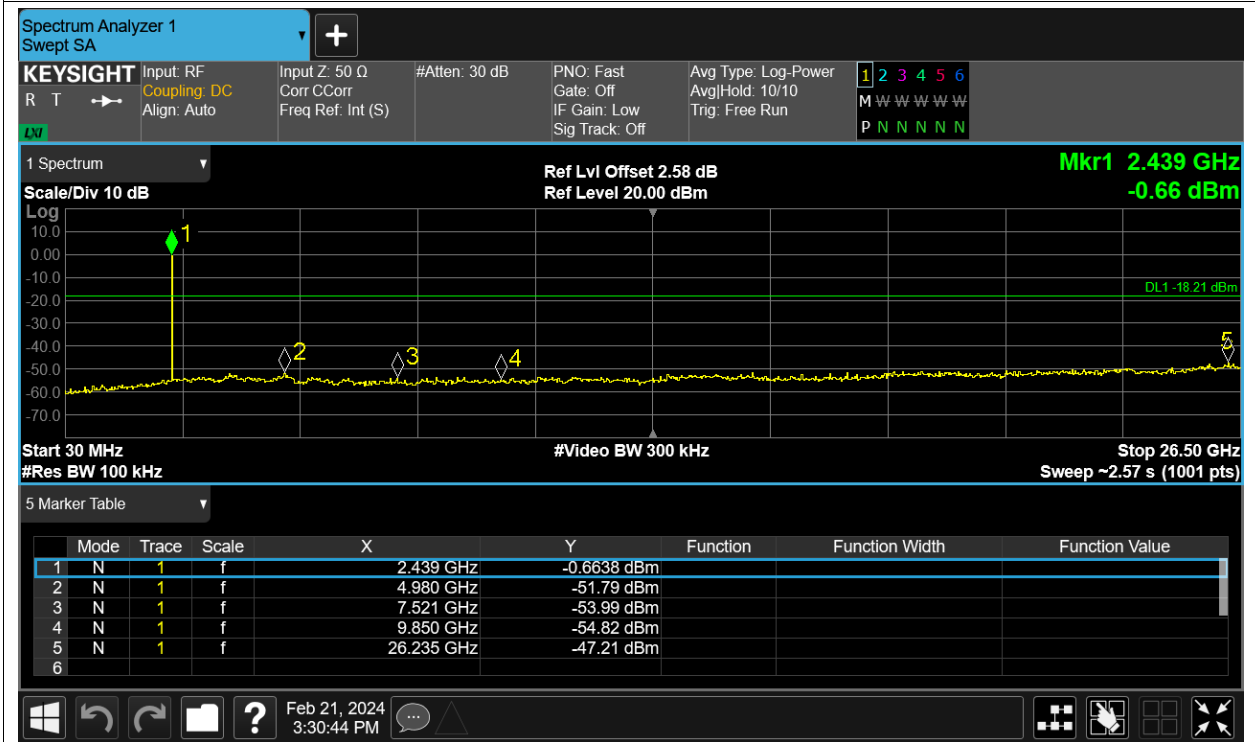 Spectrum Analyzer 1
Swept SA
+
KEYSIGHT Input: RF Input Z: 50 Ω #Atten: 30 dB PNO: Fast Avg Type: Log-Power 1 2 3 4 5 6
R T Coupling: DC Corr CCorr Gate: Off Avg|Hold: 10/10 M W W W W W
Align: Auto Freq Ref: Int (S) IF Gain: Low Trig: Free Run
LXI Sig Track: Off P N N N N N
1 Spectrum Ref Lvl Offset 2.58 dB Mkr1 2.439 GHz
Scale/Div 10 dB Ref Level 20.00 dBm -0.66 dBm
Log
10.0 1
0.00
-10.0
DL1 -18.21 dBm
-20.0
-30.0
-40.0 2 3 4 5
-50.0
-60.0
-70.0
Start 30 MHz #Video BW 300 kHz Stop 26.50 GHz
#Res BW 100 kHz Sweep ~2.57 s (1001 pts)
5 Marker Table
Mode Trace Scale X Y Function Function Width Function Value
1 N 1 f 2.439 GHz -0.6638 dBm
2 N 1 f 4.980 GHz -51.79 dBm
3 N 1 f 7.521 GHz -53.99 dBm
4 N 1 f 9.850 GHz -54.82 dBm
5 N 1 f 26.235 GHz -47.21 dBm
6
? Feb 21, 2024
3:30:44 PM